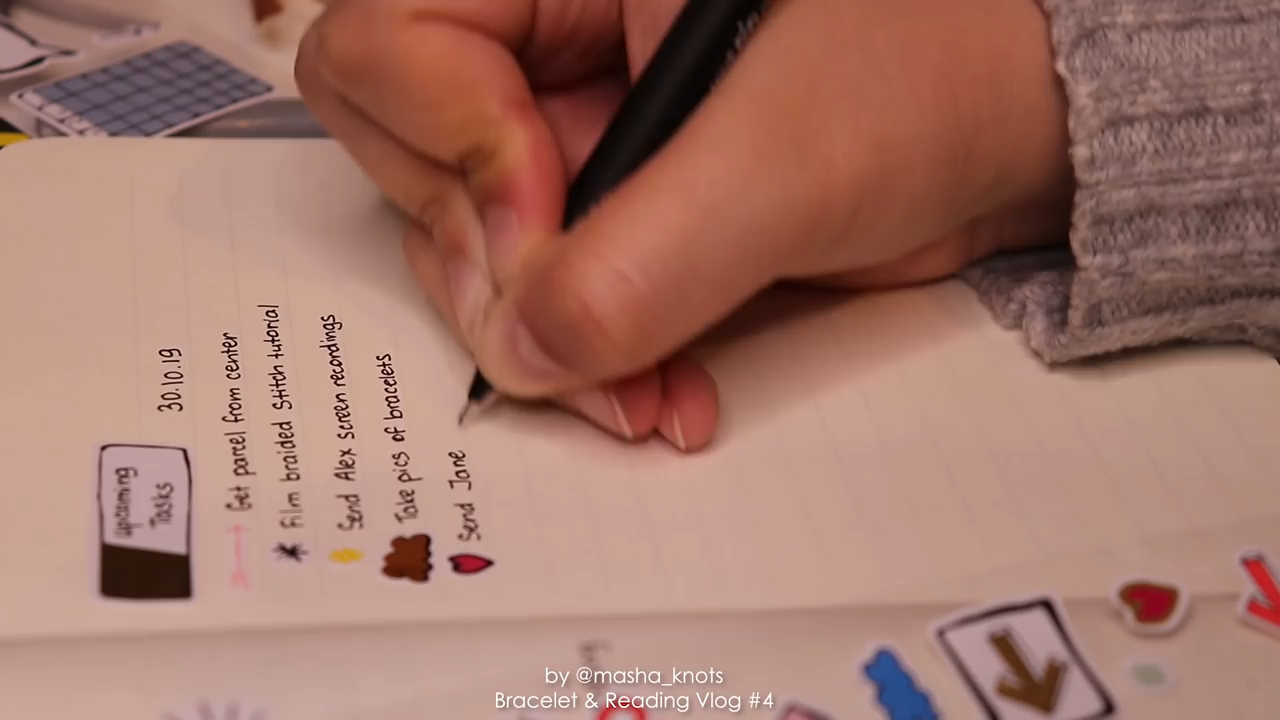 Upcoming
Tasks
30.10.19
Get parcel from center
Film braided Stitch tutorial
Send Alex screen recordings
Take pics of bracelets
Send Jane
by @masha_knots
Bracelet & Reading Vlog #4